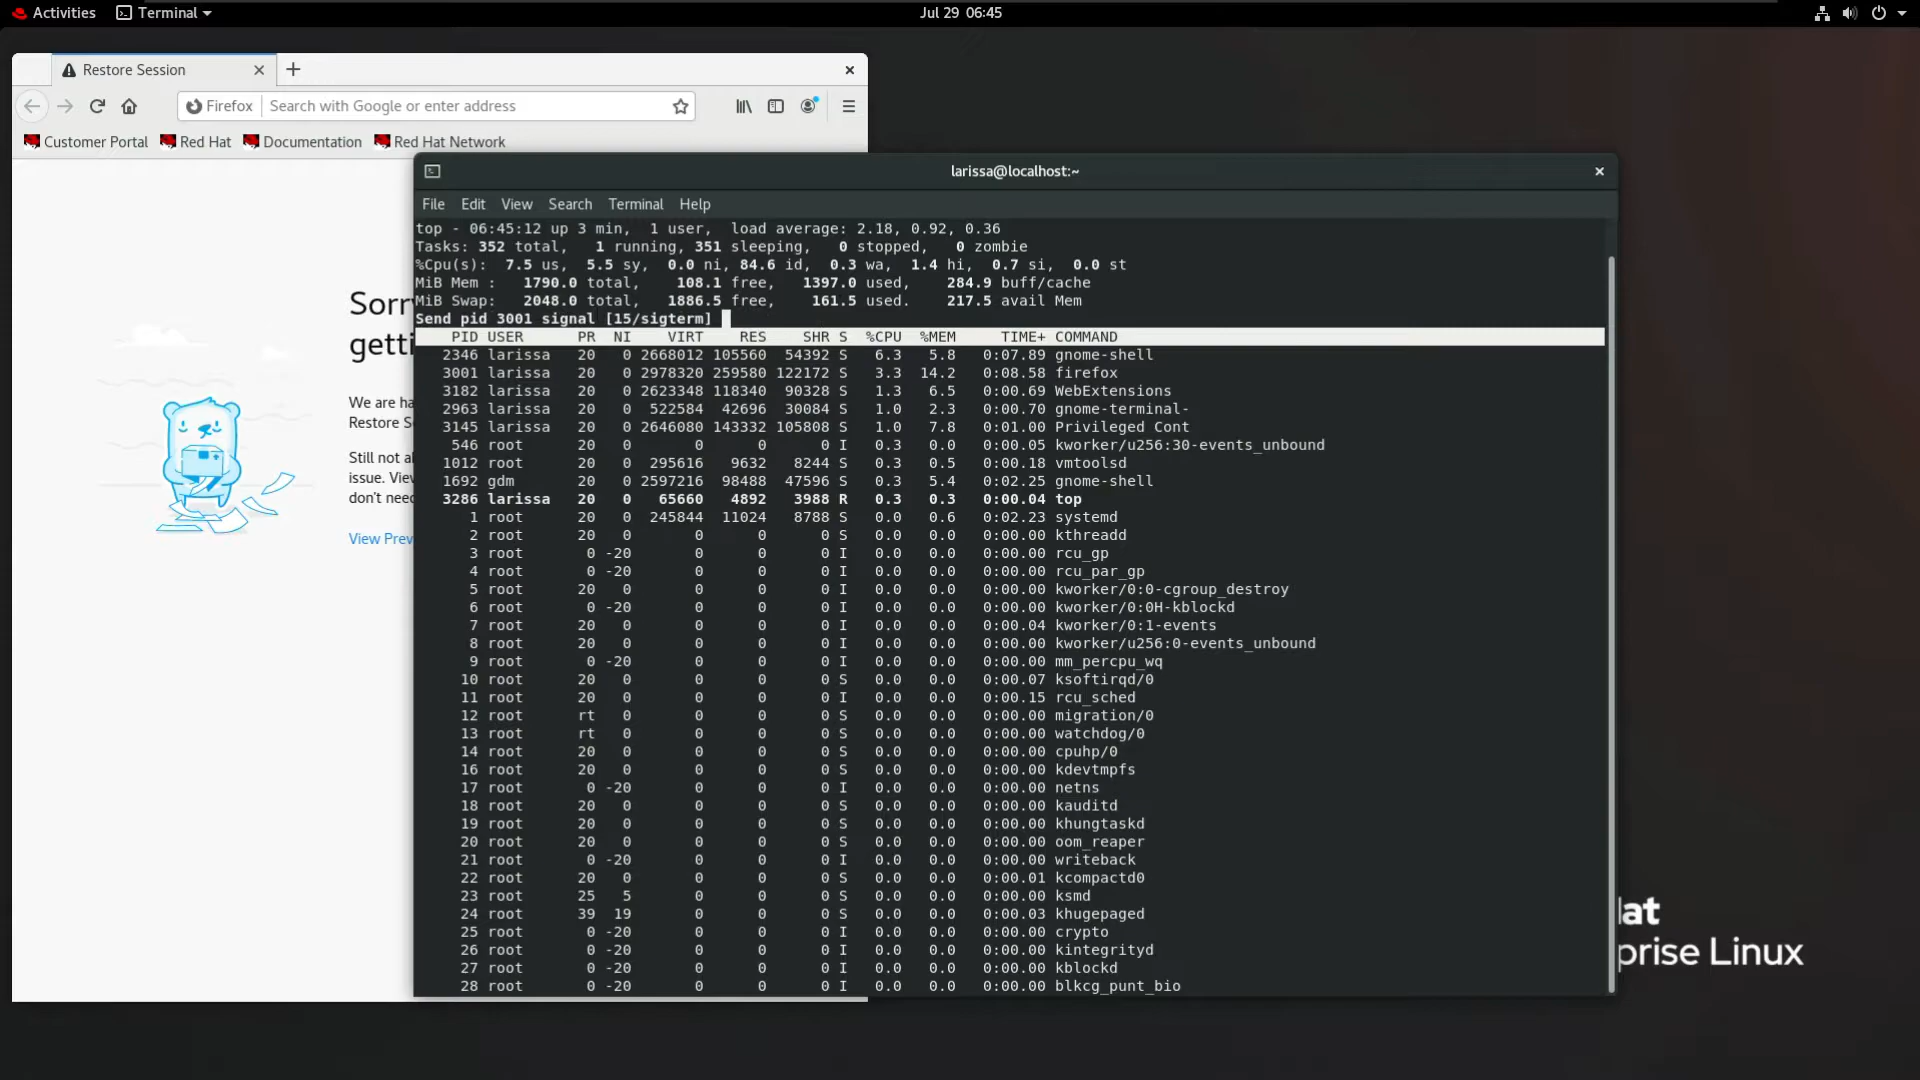 Activities Terminal Jul 29 06:45
Restore Session
Firefox Search with Google or enter address
Customer Portal Red Hat Documentation Red Hat Network
Sorr
getti
We are ha
Restore S
Still not a
issue. Viev
don't need
View Prev
larissa@localhost:~
File Edit View Search Terminal Help
top - 06:45:12 up 3 min, 1 user, load average: 2.18, 0.92, 0.36
Tasks: 352 total, 1 running, 351 sleeping, 0 stopped, 0 zombie
%Cpu(s): 7.5 us, 5.5 sy, 0.0 ni, 84.6 id, 0.3 wa, 1.4 hi, 0.7 si, 0.0 st
MiB Mem : 1790.0 total, 108.1 free, 1397.0 used, 284.9 buff/cache
MiB Swap: 2048.0 total, 1886.5 free, 161.5 used. 217.5 avail Mem
Send pid 3001 signal [15/sigterm]
PID USER PR NI VIRT RES SHR S %CPU %MEM TIME+ COMMAND
2346 larissa 20 0 2668012 105560 54392 S 6.3 5.8 0:07.89 gnome-shell
3001 larissa 20 0 2978320 259580 122172 S 3.3 14.2 0:08.58 firefox
3182 larissa 20 0 2623348 118340 90328 S 1.3 6.5 0:00.69 WebExtensions
2963 larissa 20 0 522584 42696 30084 S 1.0 2.3 0:00.70 gnome-terminal-
3145 larissa 20 0 2646080 143332 105808 S 1.0 7.8 0:01.00 Privileged Cont
546 root 20 0 0 0 0 I 0.3 0.0 0:00.05 kworker/u256:30-events_unbound
1012 root 20 0 295616 9632 8244 S 0.3 0.5 0:00.18 vmtoolsd
1692 gdm 20 0 2597216 98488 47596 S 0.3 5.4 0:02.25 gnome-shell
3286 larissa 20 0 65660 4892 3988 R 0.3 0.3 0:00.04 top
1 root 20 0 245844 11024 8788 S 0.0 0.6 0:02.23 systemd
2 root 20 0 0 0 0 S 0.0 0.0 0:00.00 kthreadd
3 root 0 -20 0 0 0 I 0.0 0.0 0:00.00 rcu_gp
4 root 0 -20 0 0 0 I 0.0 0.0 0:00.00 rcu_par_gp
5 root 20 0 0 0 0 I 0.0 0.0 0:00.00 kworker/0:0-cgroup_destroy
6 root 0 -20 0 0 0 I 0.0 0.0 0:00.00 kworker/0:0H-kblockd
7 root 20 0 0 0 0 I 0.0 0.0 0:00.04 kworker/0:1-events
8 root 20 0 0 0 0 I 0.0 0.0 0:00.00 kworker/u256:0-events_unbound
9 root 0 -20 0 0 0 I 0.0 0.0 0:00.00 mm_percpu_wq
10 root 20 0 0 0 0 S 0.0 0.0 0:00.07 ksoftirqd/0
11 root 20 0 0 0 0 I 0.0 0.0 0:00.15 rcu_sched
12 root rt 0 0 0 0 S 0.0 0.0 0:00.00 migration/0
13 root rt 0 0 0 0 S 0.0 0.0 0:00.00 watchdog/0
14 root 20 0 0 0 0 S 0.0 0.0 0:00.00 cpuhp/0
16 root 20 0 0 0 0 S 0.0 0.0 0:00.00 kdevtmpfs
17 root 0 -20 0 0 0 I 0.0 0.0 0:00.00 netns
18 root 20 0 0 0 0 S 0.0 0.0 0:00.00 kauditd
19 root 20 0 0 0 0 S 0.0 0.0 0:00.00 khungtaskd
20 root 20 0 0 0 0 S 0.0 0.0 0:00.00 oom_reaper
21 root 0 -20 0 0 0 I 0.0 0.0 0:00.00 writeback
22 root 20 0 0 0 0 S 0.0 0.0 0:00.01 kcompactd0
23 root 25 5 0 0 0 S 0.0 0.0 0:00.00 ksmd
24 root 39 19 0 0 0 S 0.0 0.0 0:00.03 khugepaged
25 root 0 -20 0 0 0 I 0.0 0.0 0:00.00 crypto
26 root 0 -20 0 0 0 I 0.0 0.0 0:00.00 kintegrityd
27 root 0 -20 0 0 0 I 0.0 0.0 0:00.00 kblockd
28 root 0 -20 0 0 0 I 0.0 0.0 0:00.00 blkcg_punt_bio
at
prise Linux